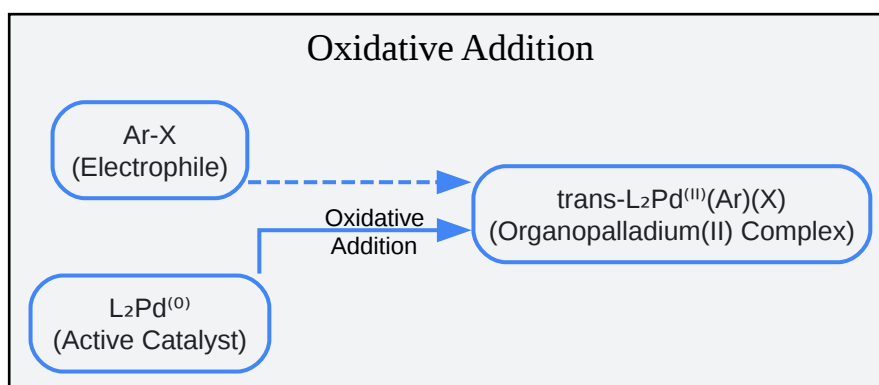 Oxidative Addition
Ar-X
(Electrophile)
trans-L₂Pd⁽ᴵᴵ⁾(Ar)(X)
(Organopalladium(II) Complex)
Oxidative
Addition
L₂Pd⁽⁰⁾
(Active Catalyst)